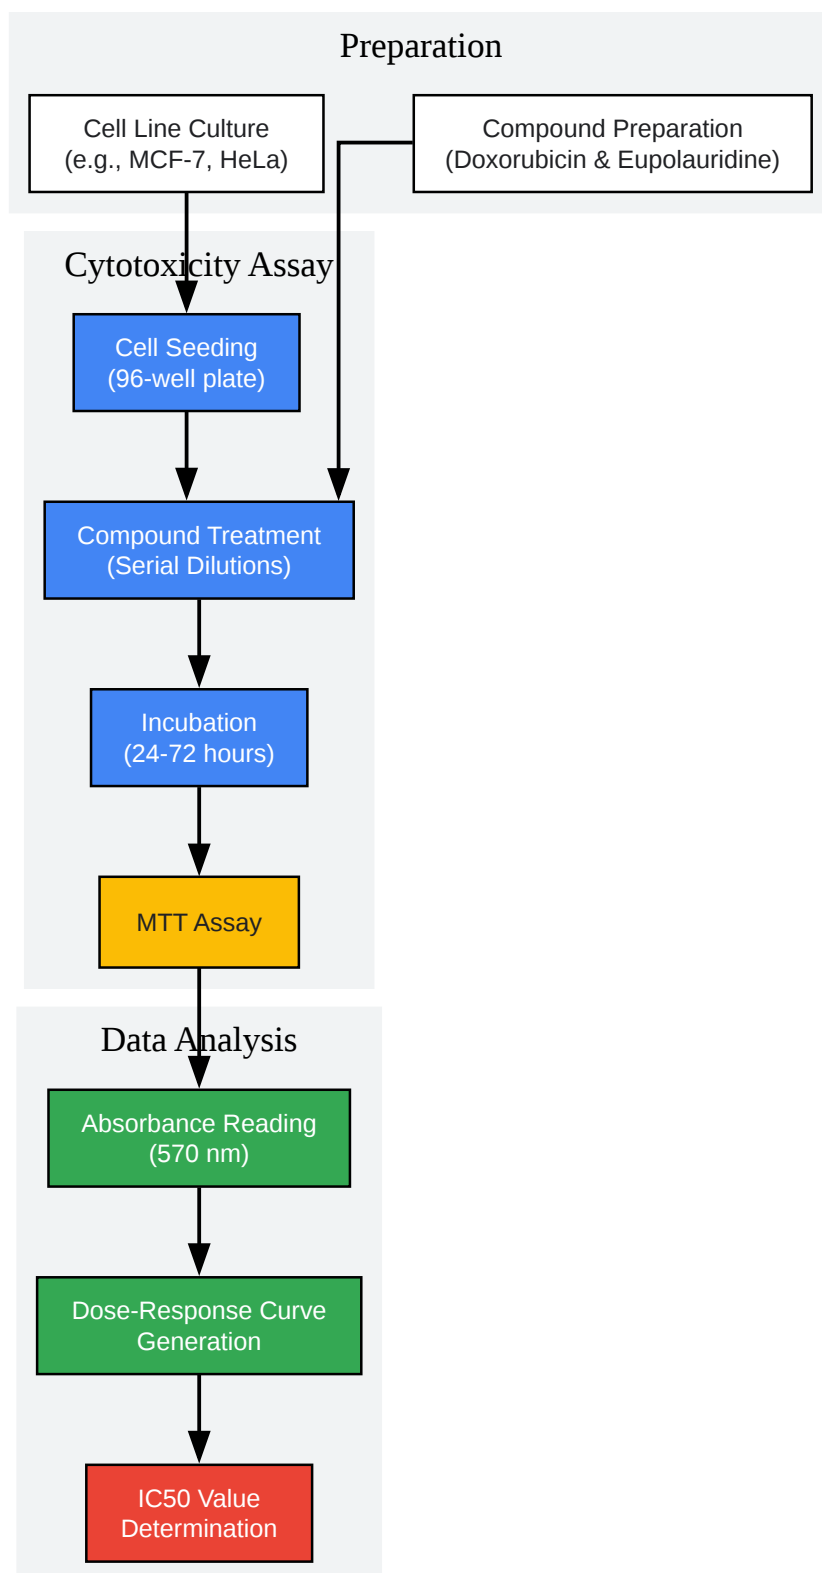 Preparation
Cell Line Culture
(e.g., MCF-7, HeLa)
Compound Preparation
(Doxorubicin & Eupolauridine)
Cytotoxicity Assay
Cell Seeding
(96-well plate)
Compound Treatment
(Serial Dilutions)
Incubation
(24-72 hours)
MTT Assay
Data Analysis
Absorbance Reading
(570 nm)
Dose-Response Curve
Generation
IC50 Value
Determination